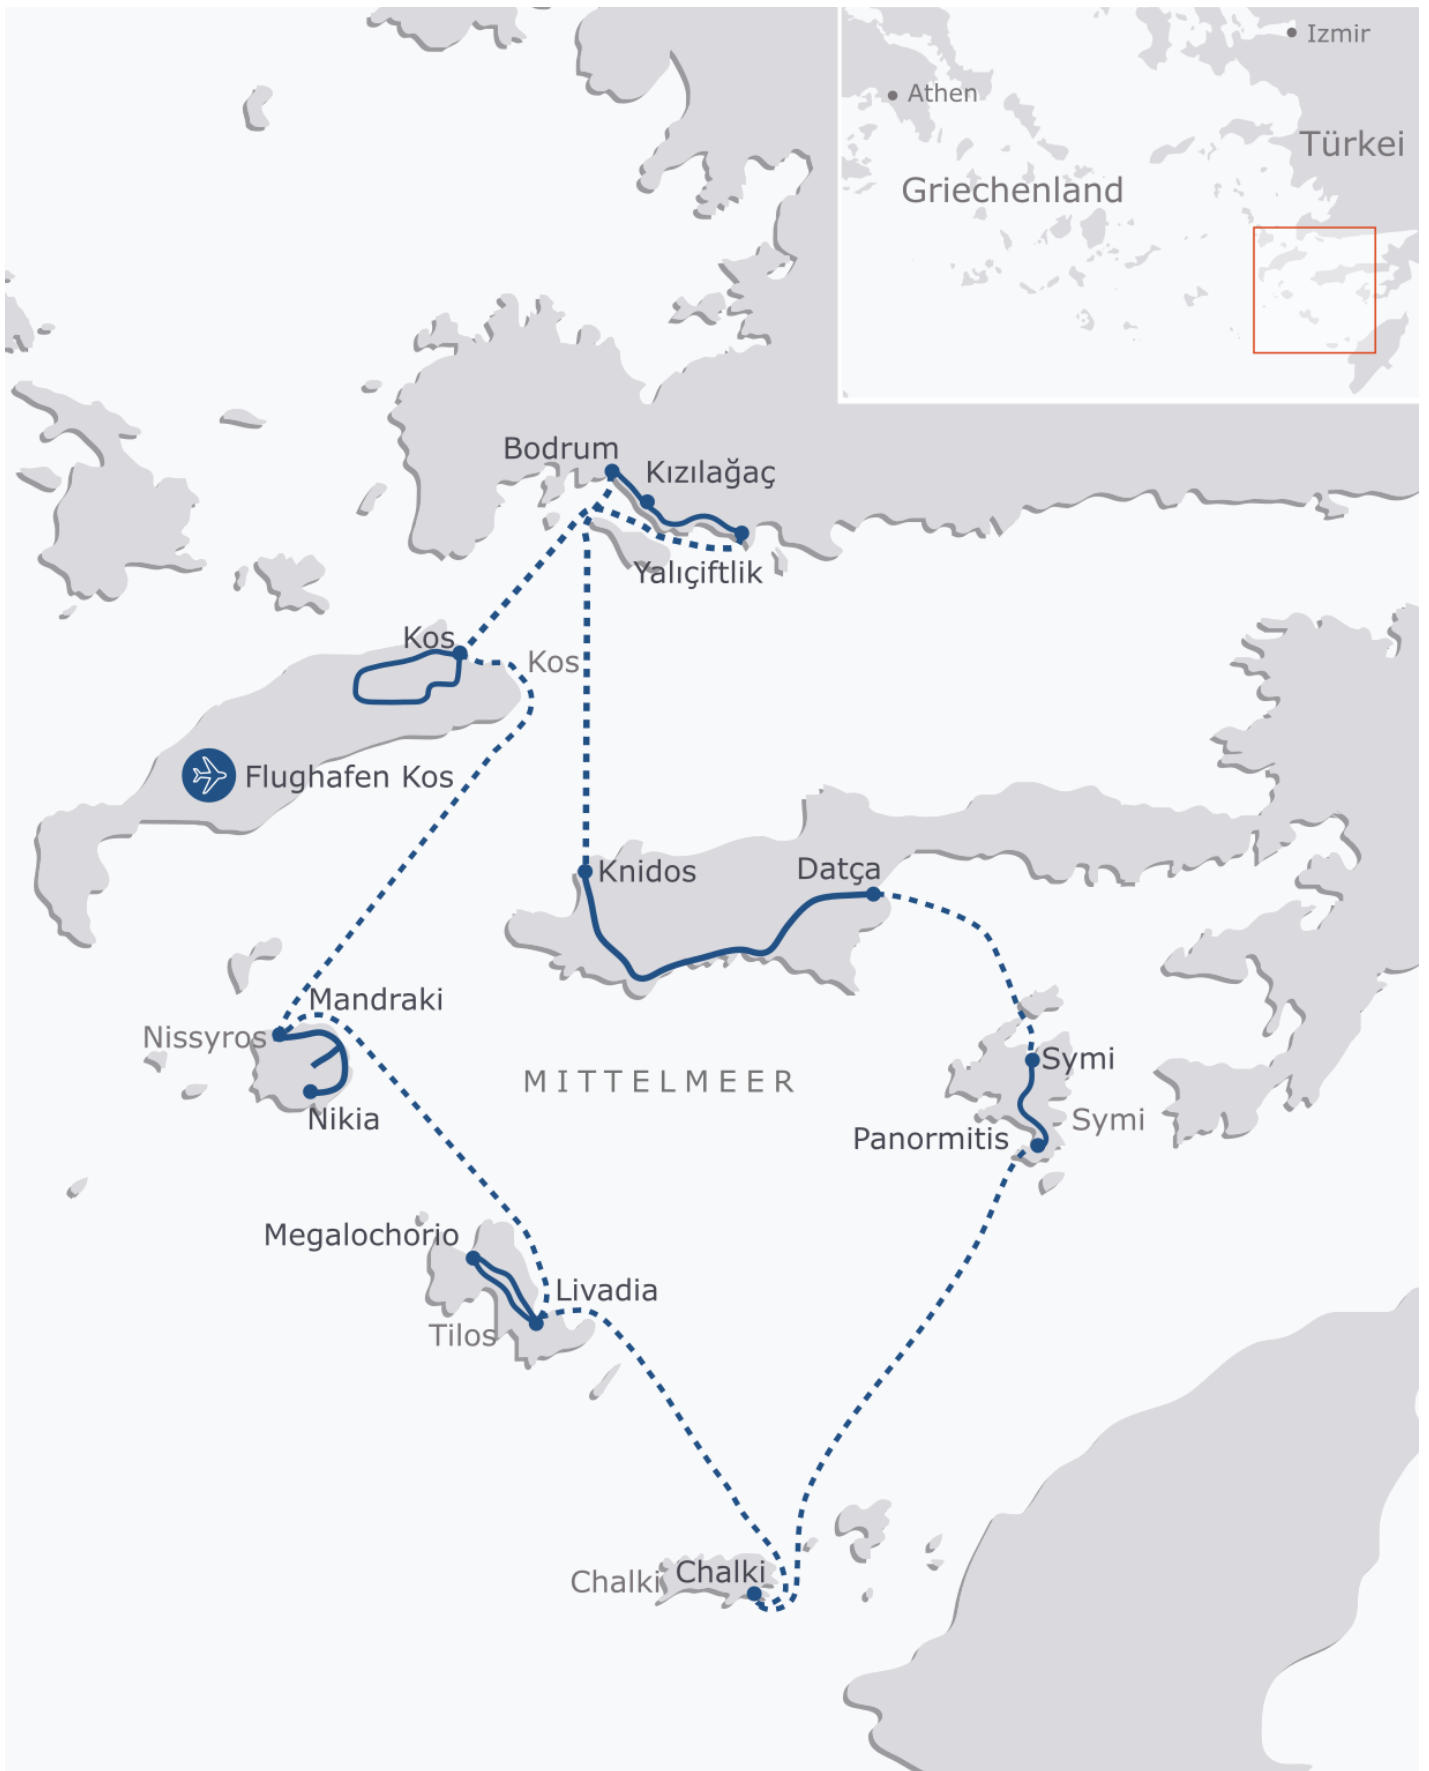 Izmir
Athen
Türkei
Griechenland
Bodrum
Kızılağaç
Yalıçiftlik
Kos
Kos
Flughafen Kos
Knidos
Datça
Mandraki
Nissyros
Nikia
MITTELMEER
Symi
Symi
Panormitis
Megalochorio
Livadia
Tilos
Chalki
Chalki